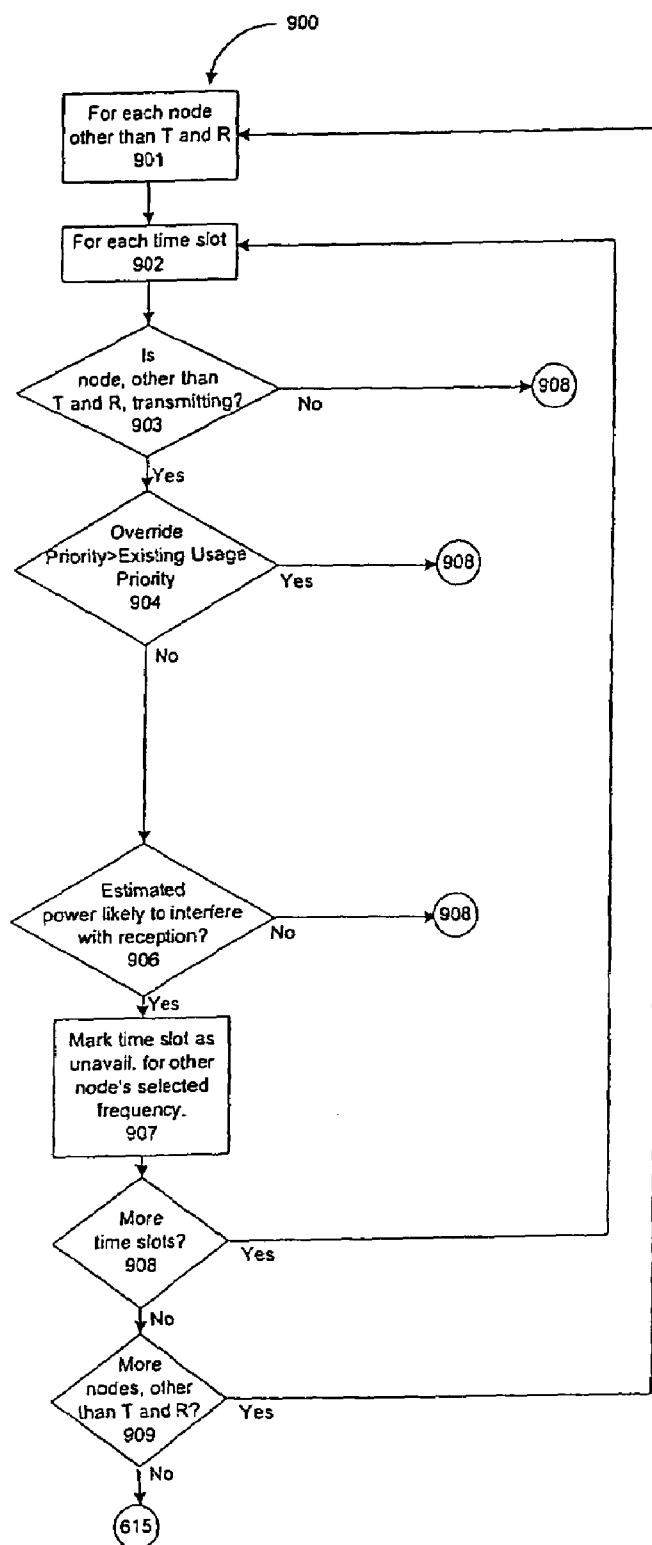 900
For each node
other than T and R
901
For each time slot
902
Is
node, other than
T and R, transmitting?
903
No
908
Yes
Override
Priority>Existing Usage
Priority
904
Yes
908
No
Estimated
power likely to interfere
with reception?
906
No
908
Yes
Mark time slot as
unavail. for other
node's selected
frequency.
907
More
time slots?
908
Yes
No
More
nodes, other
than T and R?
909
Yes
No
615